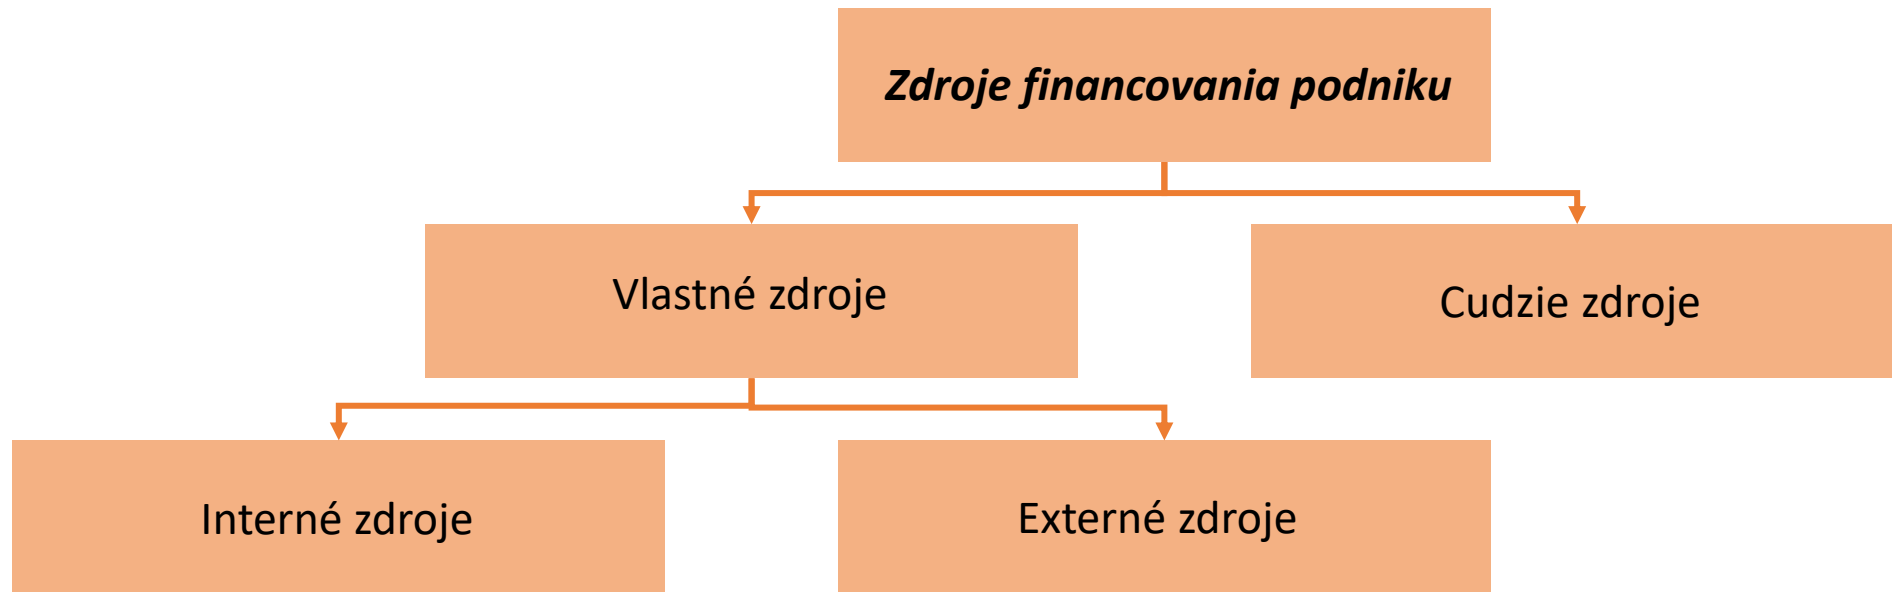 Zdroje financovania podniku
Vlastné zdroje
Cudzie zdroje
Interné zdroje
Externé zdroje